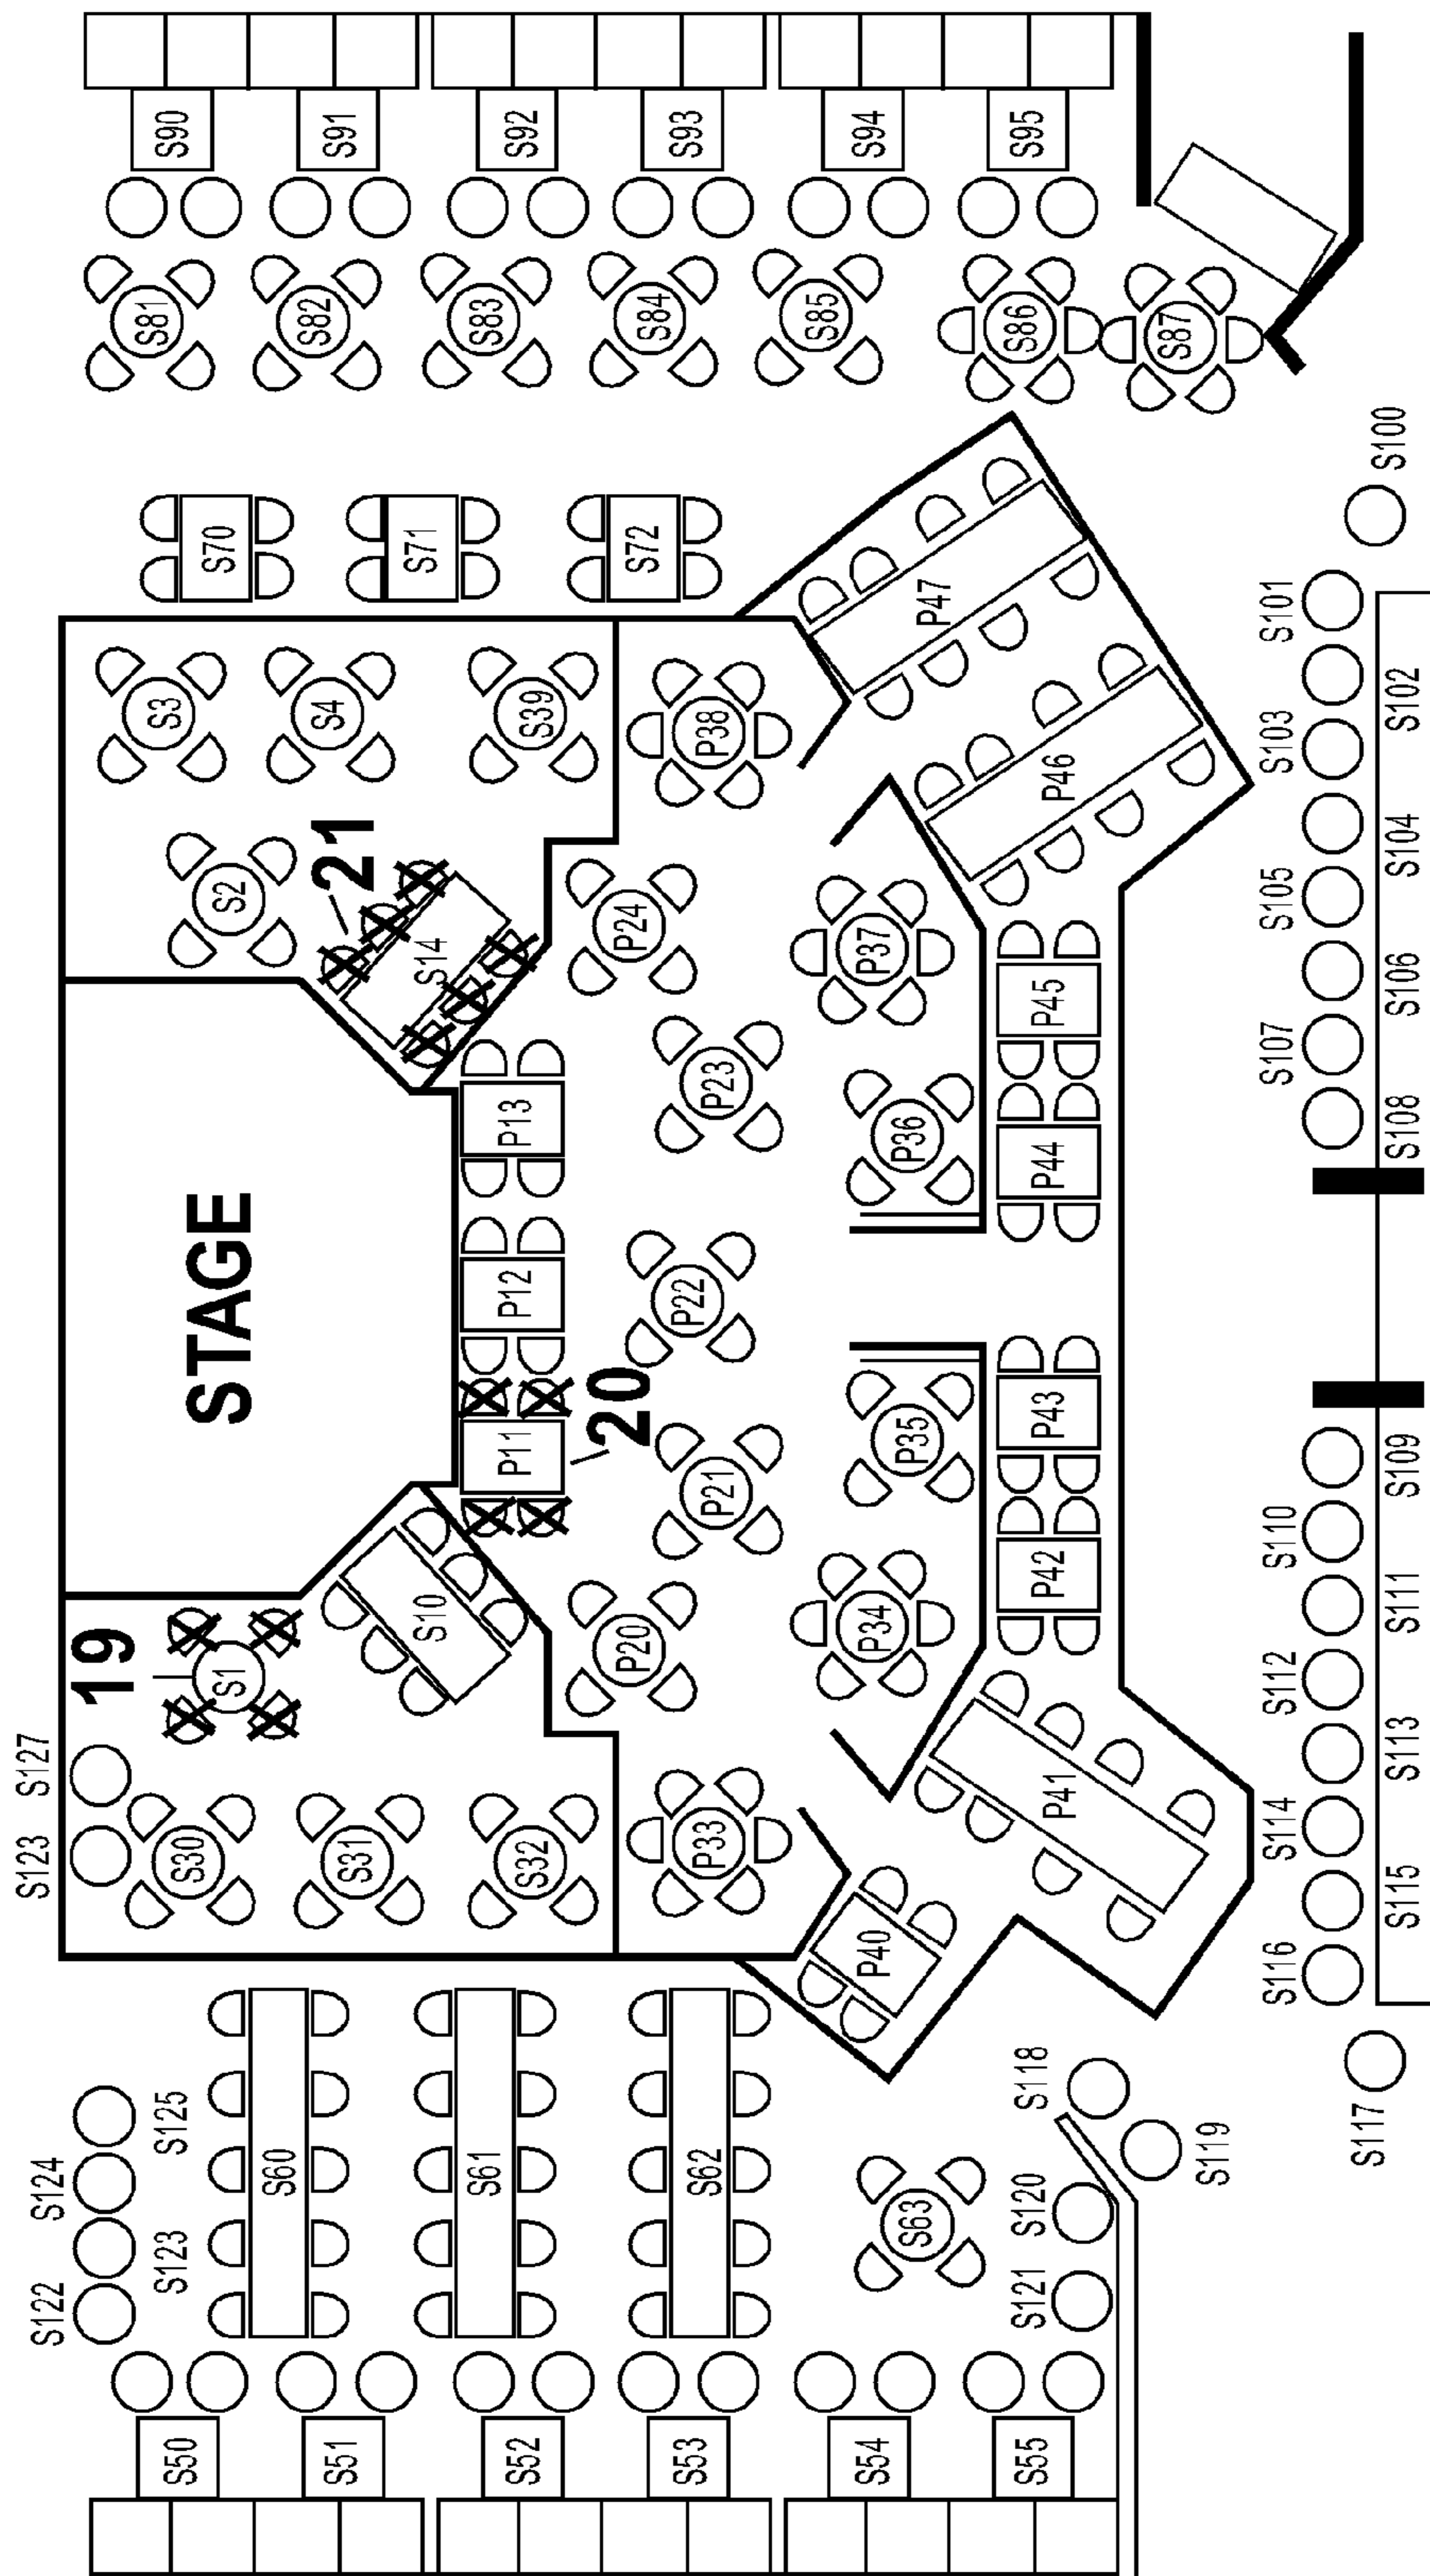 S122
S124
S123
S127
19
S123
S125
S50
S30
S1
STAGE
S2
S3
S81
S90
S70
S60
S51
S31
S10
21
S4
S82
S91
S14
S71
S61
S52
S32
P11
P12
P13
S39
S83
S92
20
P20
P24
S72
S84
S62
S53
P33
P21
P22
P23
P38
S93
S85
S54
P40
P34
P35
P36
P37
P47
S94
S63
S55
S121
S120
S118
P41
P42
P43
P44
P45
P46
S86
S95
S87
S119
S116
S114
S112
S110
S107
S105
S103
S101
S117
S115
S113
S111
S109
S108
S106
S104
S102
S100